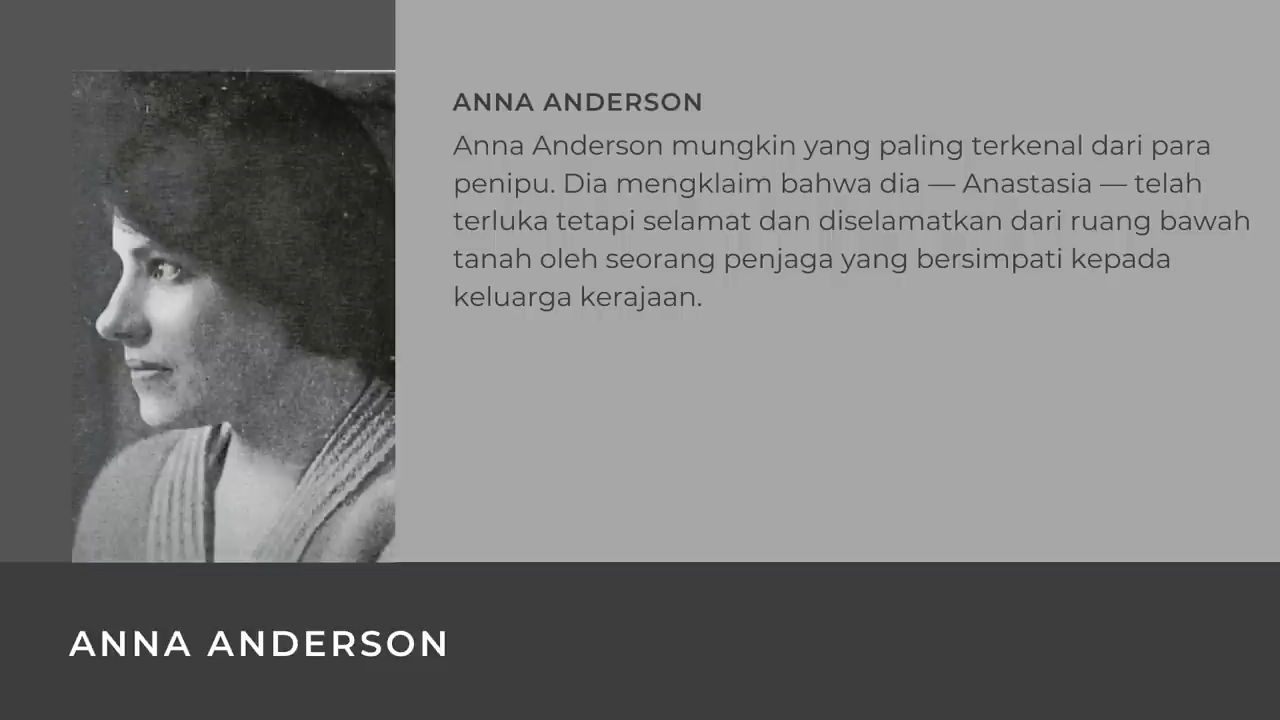 ANNA ANDERSON
Anna Anderson mungkin yang paling terkenal dari para
penipu. Dia mengklaim bahwa dia — Anastasia — telah
terluka tetapi selamat dan diselamatkan dari ruang bawah
tanah oleh seorang penjaga yang bersimpati kepada
keluarga kerajaan.
ANNA ANDERSON